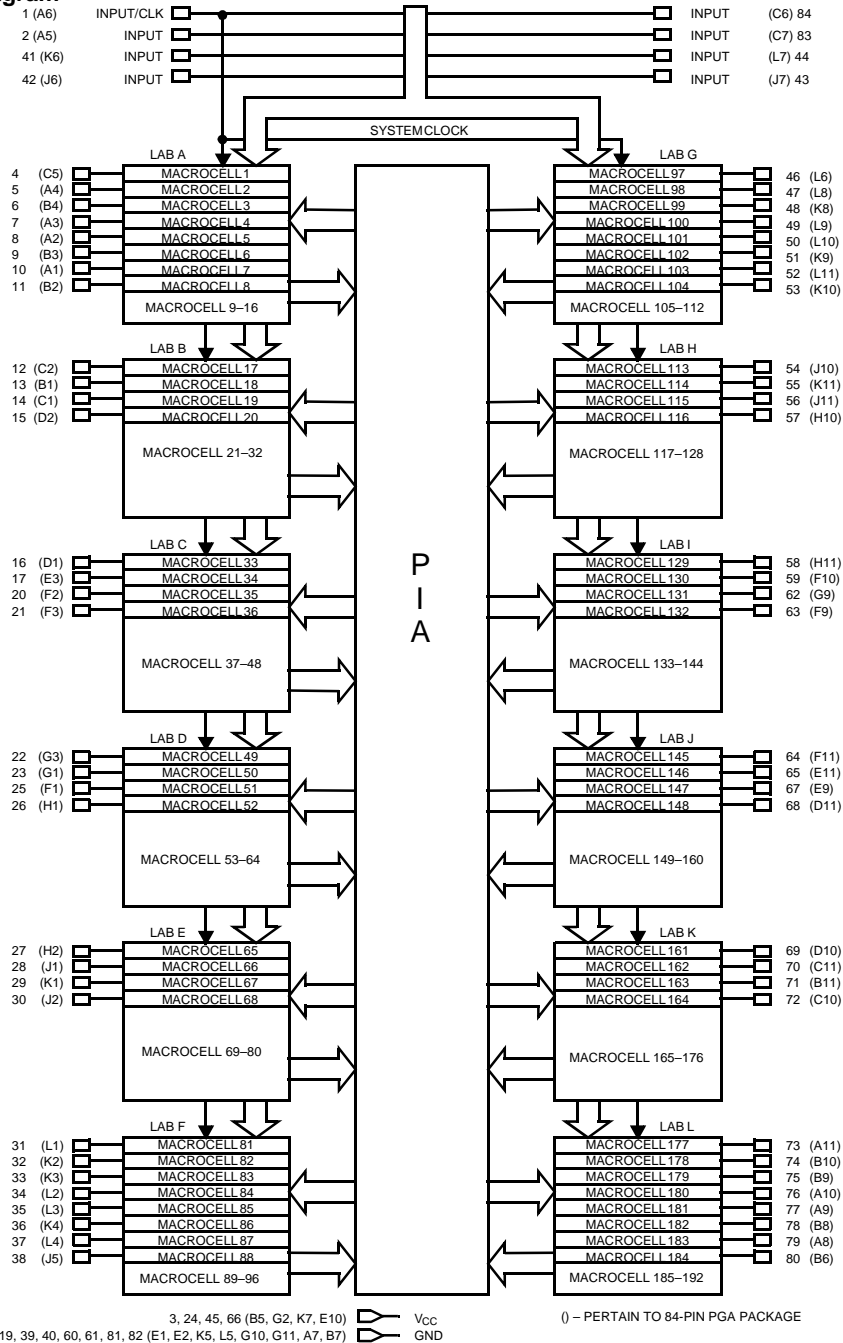 1 (A6) INPUT/CLK INPUT (C6) 84
2 (A5) INPUT INPUT (C7) 83
41 (K6) INPUT INPUT (L7) 44
42 (J6) INPUT INPUT (J7) 43
SYSTEM CLOCK
LAB A
4 (C5) MACROCELL 1
5 (A4) MACROCELL 2
6 (B4) MACROCELL 3
7 (A3) MACROCELL 4
8 (A2) MACROCELL 5
9 (B3) MACROCELL 6
10 (A1) MACROCELL 7
11 (B2) MACROCELL 8
MACROCELL 9–16
LAB B
12 (C2) MACROCELL 17
13 (B1) MACROCELL 18
14 (C1) MACROCELL 19
15 (D2) MACROCELL 20
MACROCELL 21–32
LAB C
16 (D1) MACROCELL 33
17 (E3) MACROCELL 34
20 (F2) MACROCELL 35
21 (F3) MACROCELL 36
MACROCELL 37–48
LAB D
22 (G3) MACROCELL 49
23 (G1) MACROCELL 50
25 (F1) MACROCELL 51
26 (H1) MACROCELL 52
MACROCELL 53–64
LAB E
27 (H2) MACROCELL 65
28 (J1) MACROCELL 66
29 (K1) MACROCELL 67
30 (J2) MACROCELL 68
MACROCELL 69–80
LAB F
31 (L1) MACROCELL 81
32 (K2) MACROCELL 82
33 (K3) MACROCELL 83
34 (L2) MACROCELL 84
35 (L3) MACROCELL 85
36 (K4) MACROCELL 86
37 (L4) MACROCELL 87
38 (J5) MACROCELL 88
MACROCELL 89–96
P
I
A
LAB G
MACROCELL 97 46 (L6)
MACROCELL 98 47 (L8)
MACROCELL 99 48 (K8)
MACROCELL 100 49 (L9)
MACROCELL 101 50 (L10)
MACROCELL 102 51 (K9)
MACROCELL 103 52 (L11)
MACROCELL 104 53 (K10)
MACROCELL 105–112
LAB H
MACROCELL 113 54 (J10)
MACROCELL 114 55 (K11)
MACROCELL 115 56 (J11)
MACROCELL 116 57 (H10)
MACROCELL 117–128
LAB I
MACROCELL 129 58 (H11)
MACROCELL 130 59 (F10)
MACROCELL 131 62 (G9)
MACROCELL 132 63 (F9)
MACROCELL 133–144
LAB J
MACROCELL 145 64 (F11)
MACROCELL 146 65 (E11)
MACROCELL 147 67 (E9)
MACROCELL 148 68 (D11)
MACROCELL 149–160
LAB K
MACROCELL 161 69 (D10)
MACROCELL 162 70 (C11)
MACROCELL 163 71 (B11)
MACROCELL 164 72 (C10)
MACROCELL 165–176
LAB L
MACROCELL 177 73 (A11)
MACROCELL 178 74 (B10)
MACROCELL 179 75 (B9)
MACROCELL 180 76 (A10)
MACROCELL 181 77 (A9)
MACROCELL 182 78 (B8)
MACROCELL 183 79 (A8)
MACROCELL 184 80 (B6)
MACROCELL 185–192
3, 24, 45, 66 (B5, G2, K7, E10) VCC
19, 39, 40, 60, 61, 81, 82 (E1, E2, K5, L5, G10, G11, A7, B7) GND
() – PERTAIN TO 84-PIN PGA PACKAGE